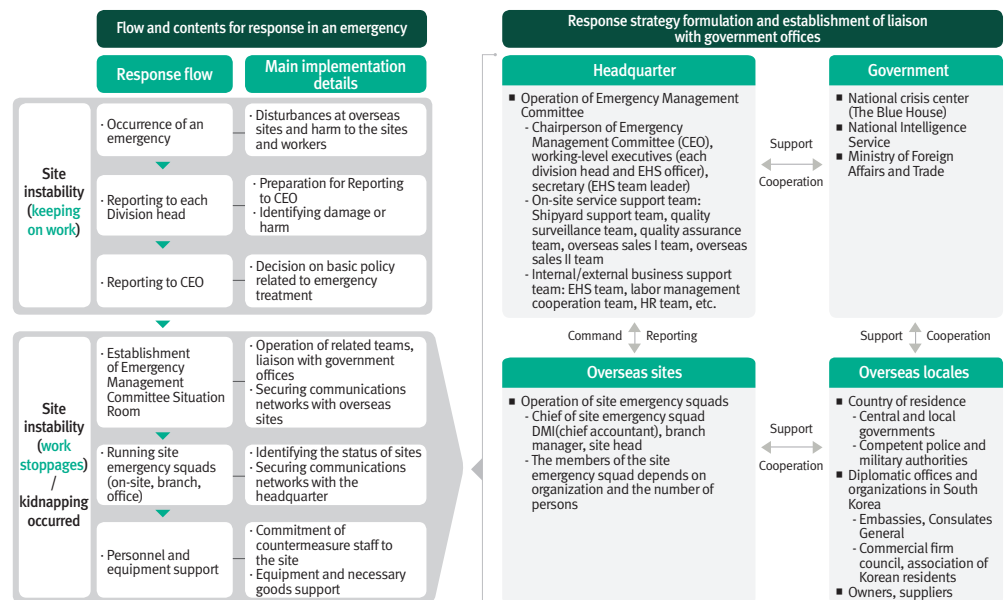 Flow and contents for response in an emergency
Response flow
Main implementation
details
Site
instability
(keeping
on work)
· Occurrence of an
emergency
· Disturbances at overseas
sites and harm to the sites
and workers
· Reporting to each
Division head
· Preparation for Reporting
to CEO
· Identifying damage or
harm
· Reporting to CEO
· Decision on basic policy
related to emergency
treatment
Site
instability
(work
stoppages)
/
kidnapping
occurred
· Establishment
of Emergency
Management
Committee Situation
Room
· Operation of related teams,
liaison with government
offices
· Securing communications
networks with overseas
sites
· Running site
emergency squads
(on-site, branch,
office)
· Identifying the status of sites
· Securing communications
networks with the
headquarter
· Personnel and
equipment support
· Commitment of
countermeasure staff to
the site
· Equipment and necessary
goods support
Response strategy formulation and establishment of liaison
with government offices
Headquarter
■ Operation of Emergency Management
Committee
- Chairperson of Emergency
Management Committee (CEO),
working-level executives (each
division head and EHS officer),
secretary (EHS team leader)
- On-site service support team:
Shipyard support team, quality
surveillance team, quality assurance
team, overseas sales I team, overseas
sales II team
- Internal/external business support
team: EHS team, labor management
cooperation team, HR team, etc.
Support
Cooperation
Government
■ National crisis center
(The Blue House)
■ National Intelligence
Service
■ Ministry of Foreign
Affairs and Trade
Command
Reporting
Support
Cooperation
Overseas sites
■ Operation of site emergency squads
- Chief of site emergency squad
DMI(chief accountant), branch
manager, site head
- The members of the site
emergency squad depends on
organization and the number of
persons
Support
Cooperation
Overseas locales
■ Country of residence
- Central and local
governments
- Competent police and
military authorities
■ Diplomatic offices and
organizations in South
Korea
- Embassies, Consulates
General
- Commercial firm
council, association of
Korean residents
■ Owners, suppliers